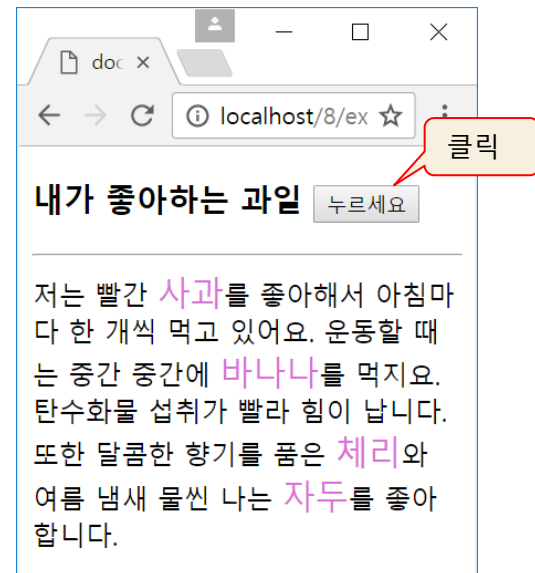 doc
localhost/8/ex
클릭
내가 좋아하는 과일 누르세요
저는 빨간 사과를 좋아해서 아침마
다 한 개씩 먹고 있어요. 운동할 때
는 중간 중간에 바나나를 먹지요.
탄수화물 섭취가 빨라 힘이 납니다.
또한 달콤한 향기를 품은 체리와
여름 냄새 물씬 나는 자두를 좋아
합니다.